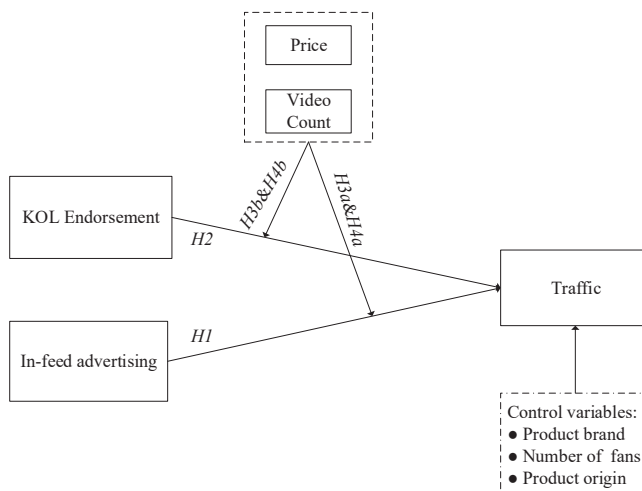 Price
Video
Count
H3b&H4b
H3a&H4a
KOL Endorsement
H2
Traffic
In-feed advertising
H1
Control variables:
● Product brand
● Number of fans
● Product origin